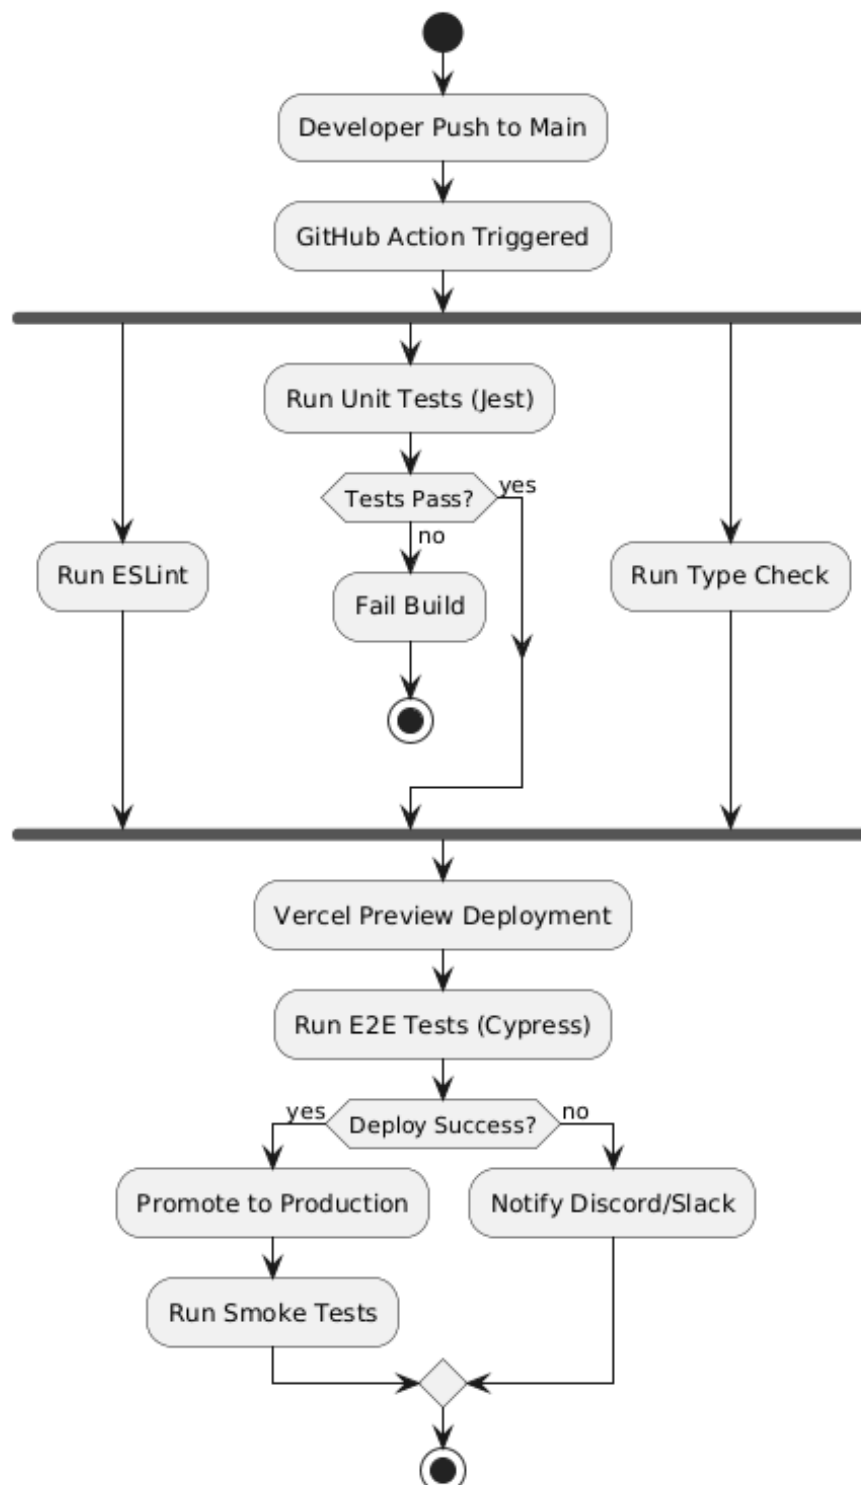 Developer Push to Main
GitHub Action Triggered
Run Unit Tests (Jest)
Tests Pass?
yes
no
Run ESLint
Fail Build
Run Type Check
Vercel Preview Deployment
Run E2E Tests (Cypress)
yes
Deploy Success?
no
Promote to Production
Notify Discord/Slack
Run Smoke Tests